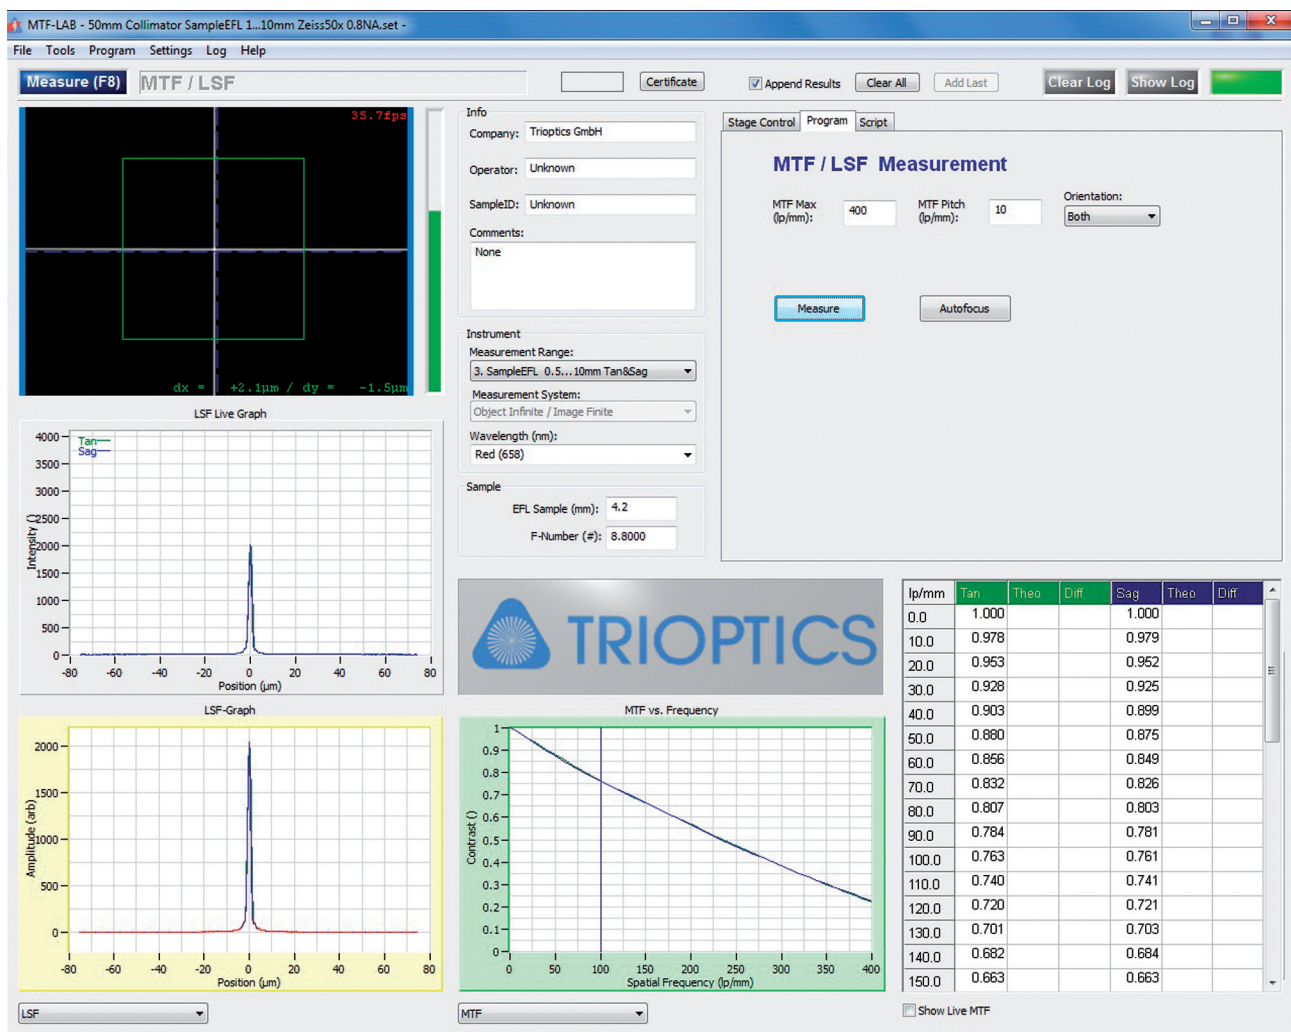 MTF-LAB - 50mm Collimator SampleEFL 1...10mm Zeiss50x 0.8NA.set -
File Tools Program Settings Log Help
Measure (F8) MTF / LSF Certificate Append Results Clear All Add Last Clear Log Show Log
35.7fps
dx = +2.1µm / dy = -1.5µm
LSF Live Graph
Tan
Sag
4000
3500
3000
2500
2000
1500
1000
500
0
Intensity ()
-80 -60 -40 -20 0 20 40 60 80
Position (µm)
LSF-Graph
2000
1500
1000
500
0
Amplitude (arb)
-80 -60 -40 -20 0 20 40 60 80
Position (µm)
LSF
Info
Company: Trioptics GmbH
Operator: Unknown
SampleID: Unknown
Comments:
None
Instrument
Measurement Range:
3. SampleEFL 0.5...10mm Tan&Sag
Measurement System:
Object Infinite / Image Finite
Wavelength (nm):
Red (658)
Sample
EFL Sample (mm): 4.2
F-Number (#): 8.8000
Stage Control Program Script
MTF / LSF Measurement
MTF Max (lp/mm): 400
MTF Pitch (lp/mm): 10
Orientation:
Both
Measure Autofocus
TRIOPTICS
MTF vs. Frequency
1
0.9
0.8
0.7
0.6
0.5
0.4
0.3
0.2
0.1
0
Contrast ()
0 50 100 150 200 250 300 350 400
Spatial Frequency (lp/mm)
MTF
lp/mm Tan Theo Diff Sag Theo Diff
0.0 1.000 1.000
10.0 0.978 0.979
20.0 0.953 0.952
30.0 0.928 0.925
40.0 0.903 0.899
50.0 0.880 0.875
60.0 0.856 0.849
70.0 0.832 0.826
80.0 0.807 0.803
90.0 0.784 0.781
100.0 0.763 0.761
110.0 0.740 0.741
120.0 0.720 0.721
130.0 0.701 0.703
140.0 0.682 0.684
150.0 0.663 0.663
Show Live MTF